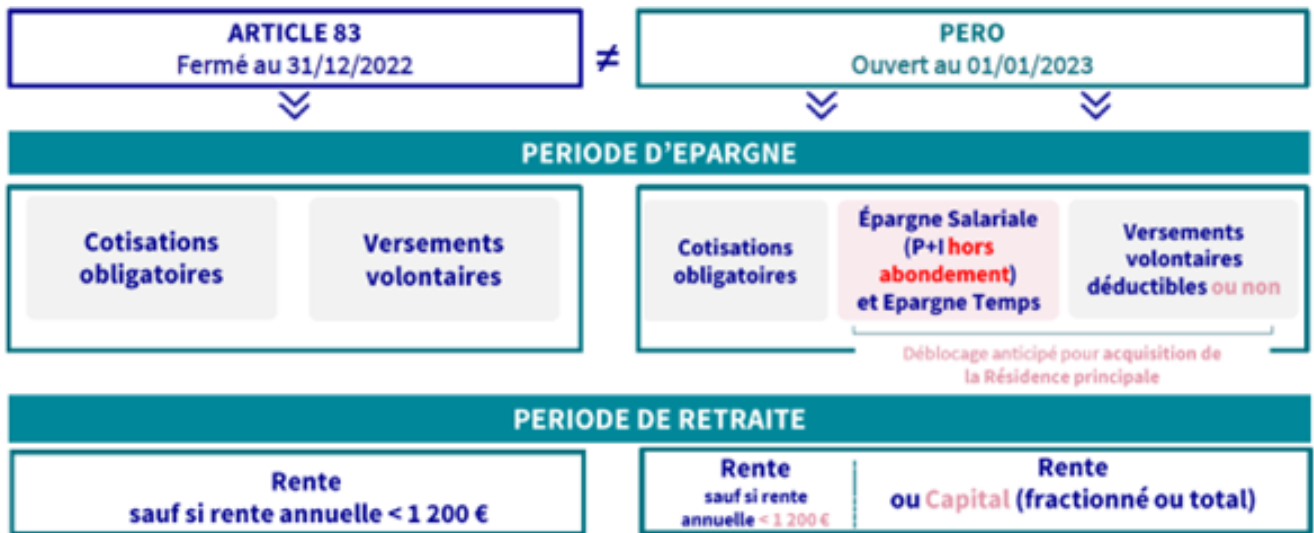 ARTICLE 83
Fermé au 31/12/2022
≠
PERO
Ouvert au 01/01/2023
PERIODE D'EPARGNE
Cotisations
obligatoires
Versements
volontaires
Cotisations
obligatoires
Épargne Salariale
(P+I hors
abondement)
et Epargne Temps
Versements
volontaires
déductibles ou non
Déblocage anticipé pour acquisition de
la Résidence principale
PERIODE DE RETRAITE
Rente
sauf si rente annuelle < 1 200 €
Rente
sauf si rente
annuelle < 1 200 €
Rente
ou Capital (fractionné ou total)